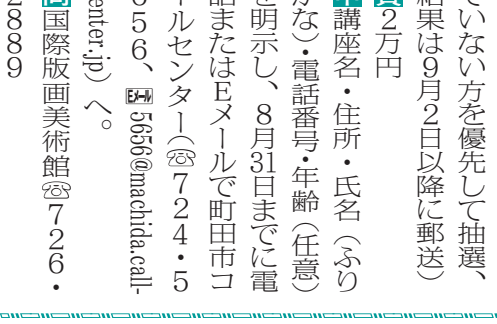 ていない方を優先して抽選、
結果は9月2日以降に郵送）
費2万円
講座名・住所・氏名（ふり
がな）・電話番号・年齢（任意）
を明示し、8月31日までに電
話またはEメールで町田市コ
ールセンター（☎724・5
656、Eメール5656@machida.call-
center.jp）へ。
問国際版画美術館☎726・
2889